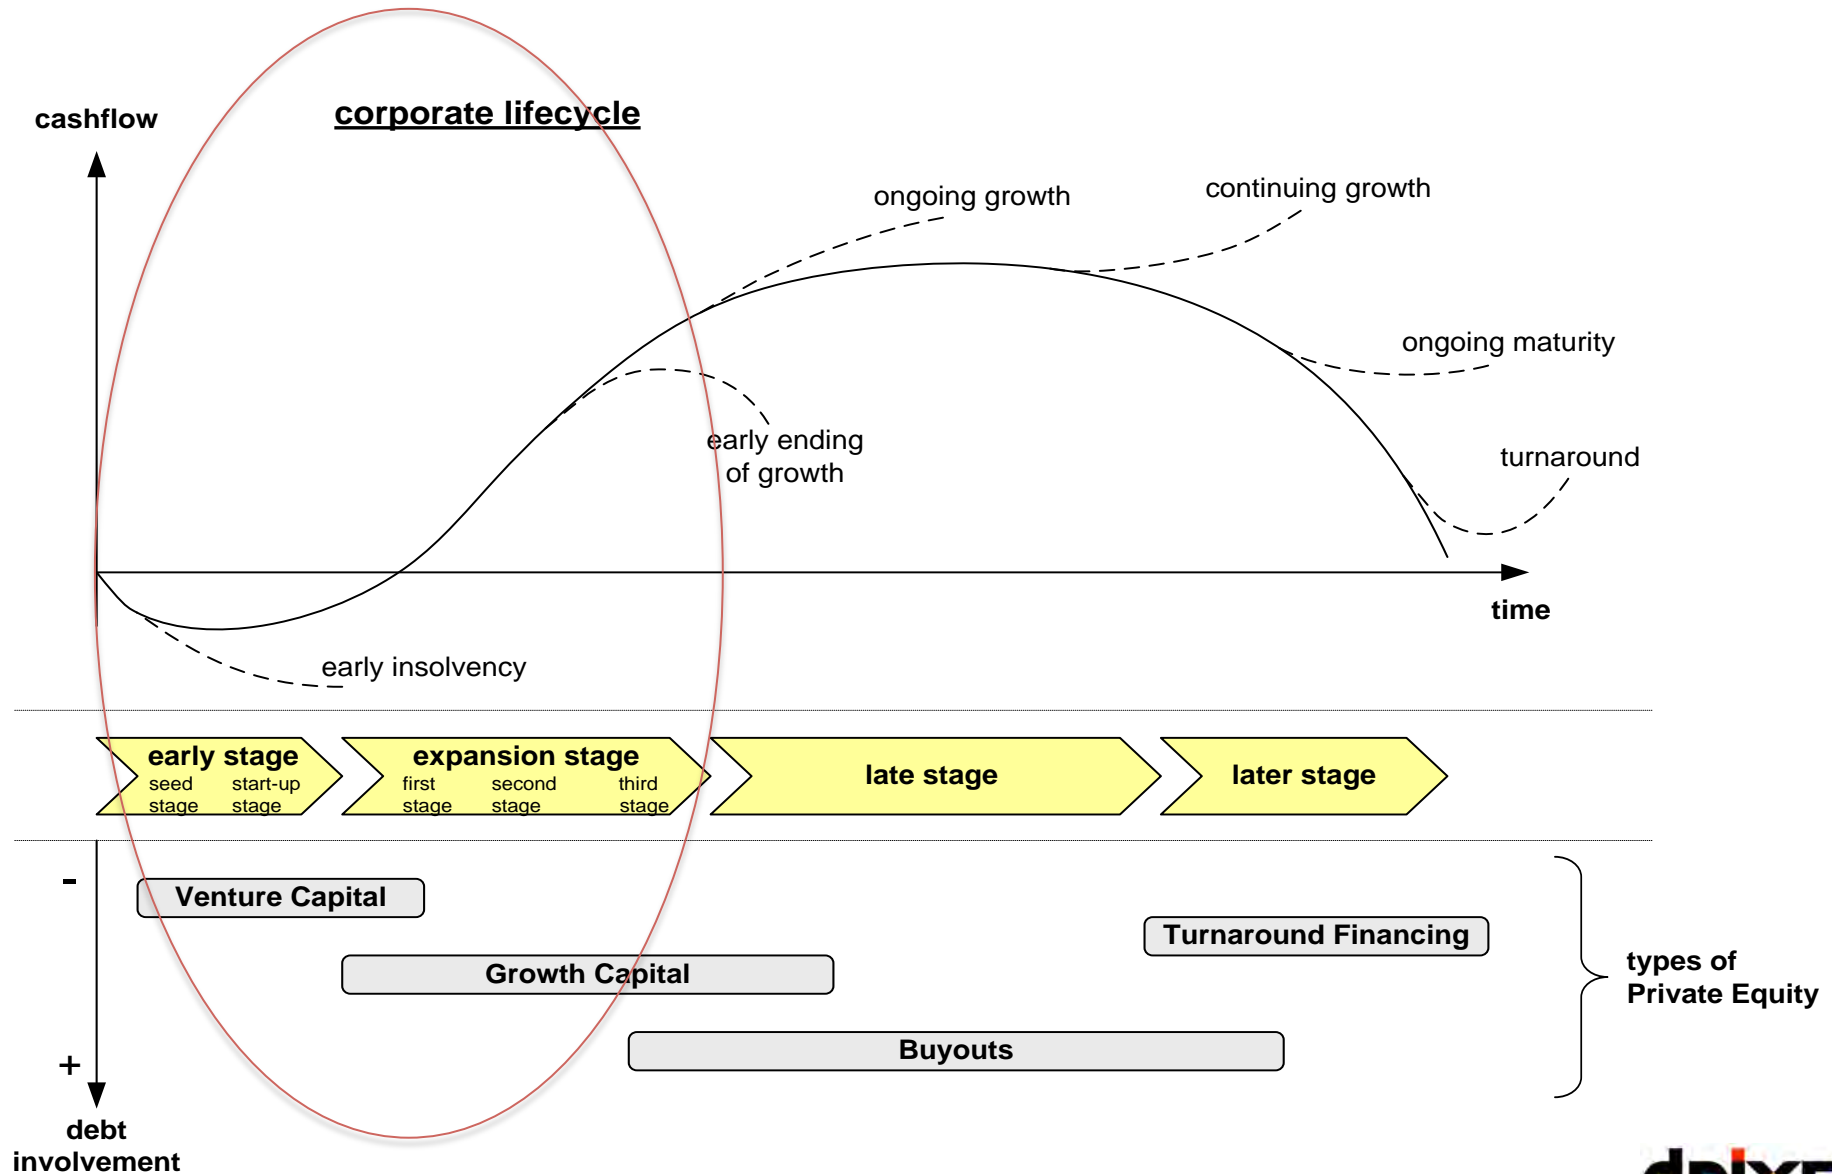 corporate lifecycle
cashflow
ongoing growth
continuing growth
ongoing maturity
early ending
of growth
turnaround
time
early insolvency
early stage
seed
stage
start-up
stage
expansion stage
first
stage
second
stage
third
stage
late stage
later stage
-
Venture Capital
Turnaround Financing
Growth Capital
types of
Private Equity
Buyouts
+
debt
involvement